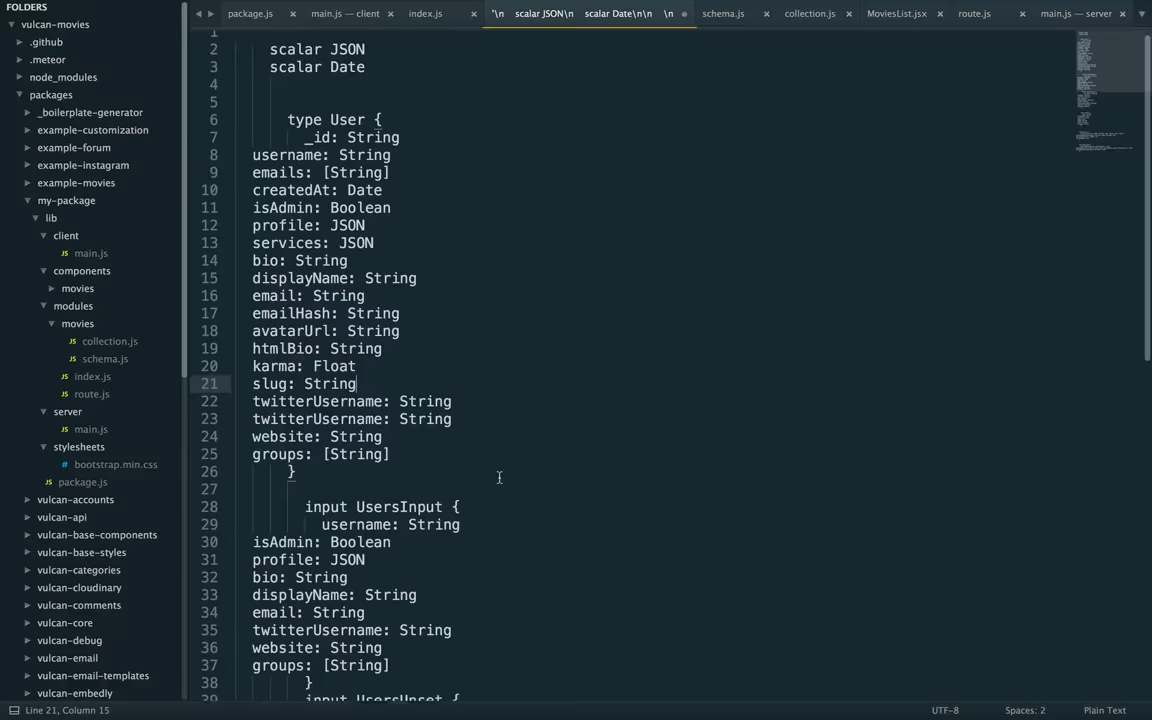 FOLDERS
vulcan-movies
.github
.meteor
node_modules
packages
_boilerplate-generator
example-customization
example-forum
example-instagram
example-movies
my-package
lib
client
JS main.js
components
movies
modules
movies
JS collection.js
JS schema.js
JS index.js
JS route.js
server
JS main.js
stylesheets
# bootstrap.min.css
JS package.js
vulcan-accounts
vulcan-api
vulcan-base-components
vulcan-base-styles
vulcan-categories
vulcan-cloudinary
vulcan-comments
vulcan-core
vulcan-debug
vulcan-email
vulcan-email-templates
vulcan-embedly
package.js × main.js — client × index.js × "\n scalar JSON\n scalar Date\n\n \n schema.js × collection.js × MoviesList.jsx × route.js × main.js — server ×
1
2 scalar JSON
3 scalar Date
4
5
6 type User {
7 _id: String
8 username: String
9 emails: [String]
10 createdAt: Date
11 isAdmin: Boolean
12 profile: JSON
13 services: JSON
14 bio: String
15 displayName: String
16 email: String
17 emailHash: String
18 avatarUrl: String
19 htmlBio: String
20 karma: Float
21 slug: String
22 twitterUsername: String
23 twitterUsername: String
24 website: String
25 groups: [String]
26 }
27
28 input UsersInput {
29 username: String
30 isAdmin: Boolean
31 profile: JSON
32 bio: String
33 displayName: String
34 email: String
35 twitterUsername: String
36 website: String
37 groups: [String]
38 }
39 input UsersUnset {
Line 21, Column 15 UTF-8 Spaces: 2 Plain Text